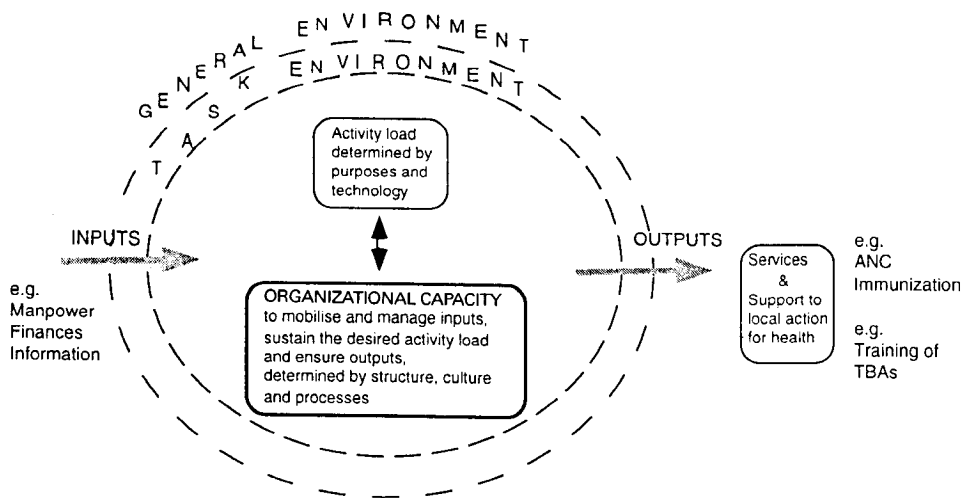 GENERAL ENVIRONMENT
TASK ENVIRONMENT
Activity load
determined by
purposes and
technology
INPUTS
e.g.
Manpower
Finances
Information
ORGANIZATIONAL CAPACITY
to mobilise and manage inputs,
sustain the desired activity load
and ensure outputs,
determined by structure, culture
and processes
OUTPUTS
Services
&
Support to
local action
for health
e.g.
ANC
Immunization
e.g.
Training of
TBAs